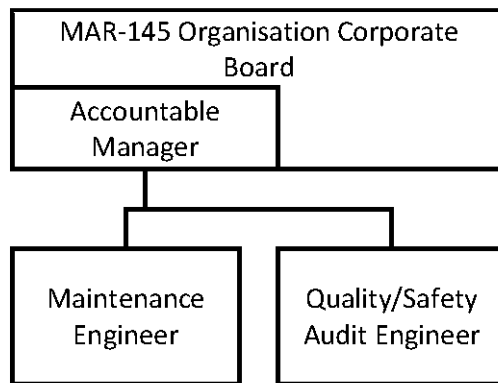 MAR-145 Organisation Corporate
Board
Accountable
Manager
Maintenance
Engineer
Quality/Safety
Audit Engineer